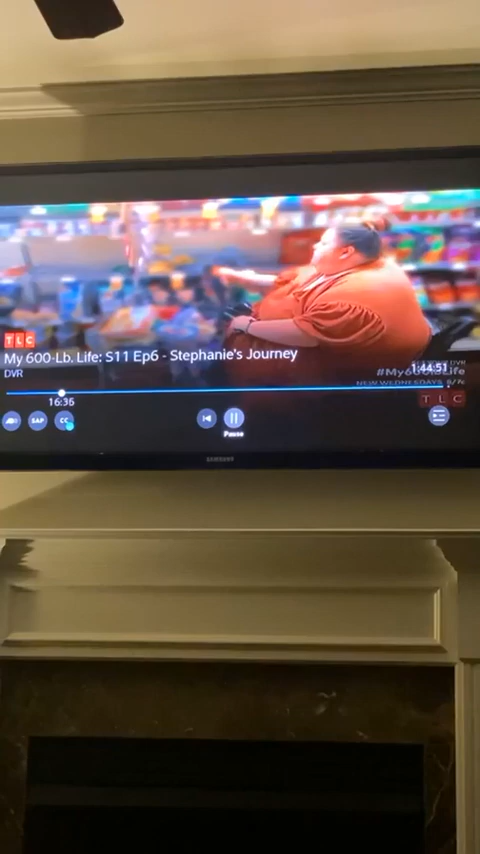 TLC
My 600-Lb. Life: S11 Ep6 - Stephanie's Journey
DVR
1:44:51
#My600LbLife
NEW WEDNESDAYS 8/7c
16:36
TLC
SAP
CC
Pause
SAMSUNG